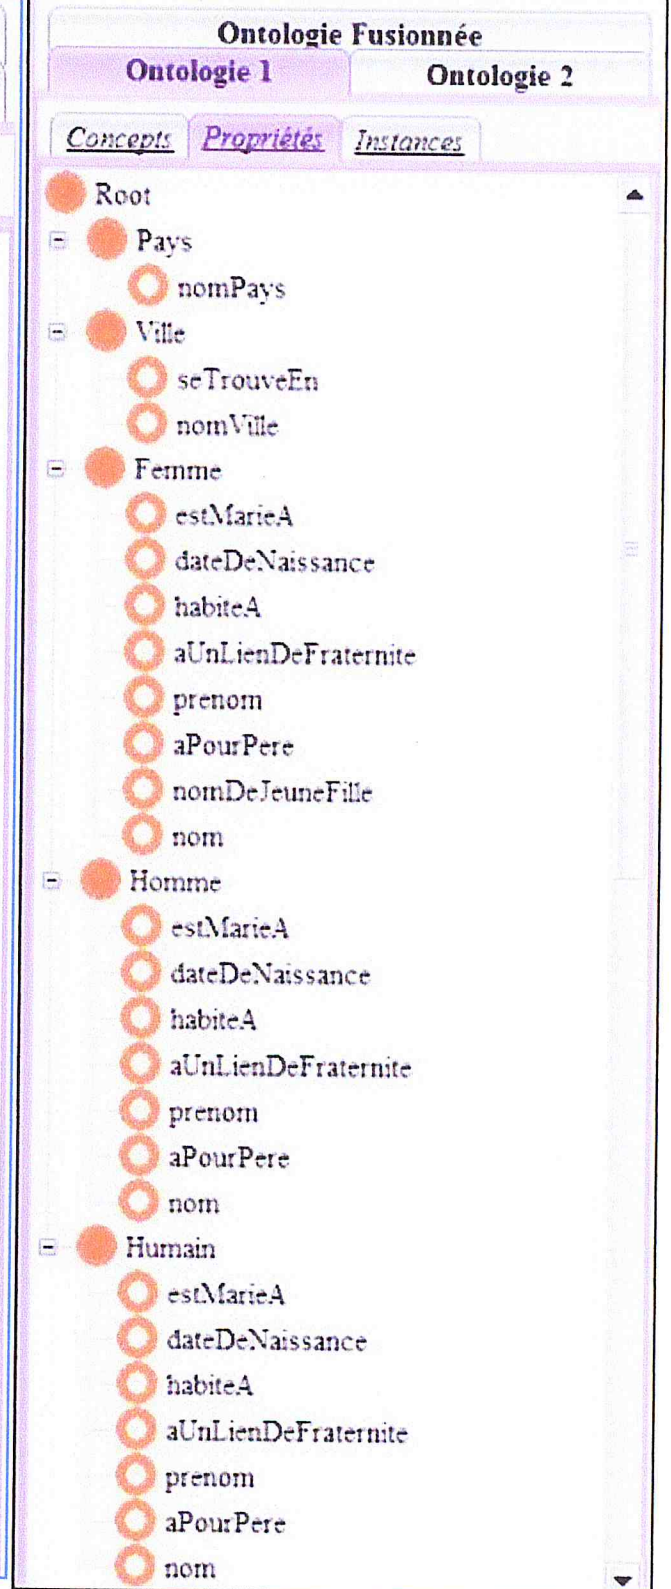 Ontologie Fusionnée
Ontologie 1 Ontologie 2
Concepts Propriétés Instances
Root
Pays
nomPays
Ville
seTrouveEn
nomVille
Femme
estMarieA
dateDeNaissance
habiteA
aUnLienDeFraternite
prenom
aPourPere
nomDeJeuneFille
nom
Homme
estMarieA
dateDeNaissance
habiteA
aUnLienDeFraternite
prenom
aPourPere
nom
Humain
estMarieA
dateDeNaissance
habiteA
aUnLienDeFraternite
prenom
aPourPere
nom